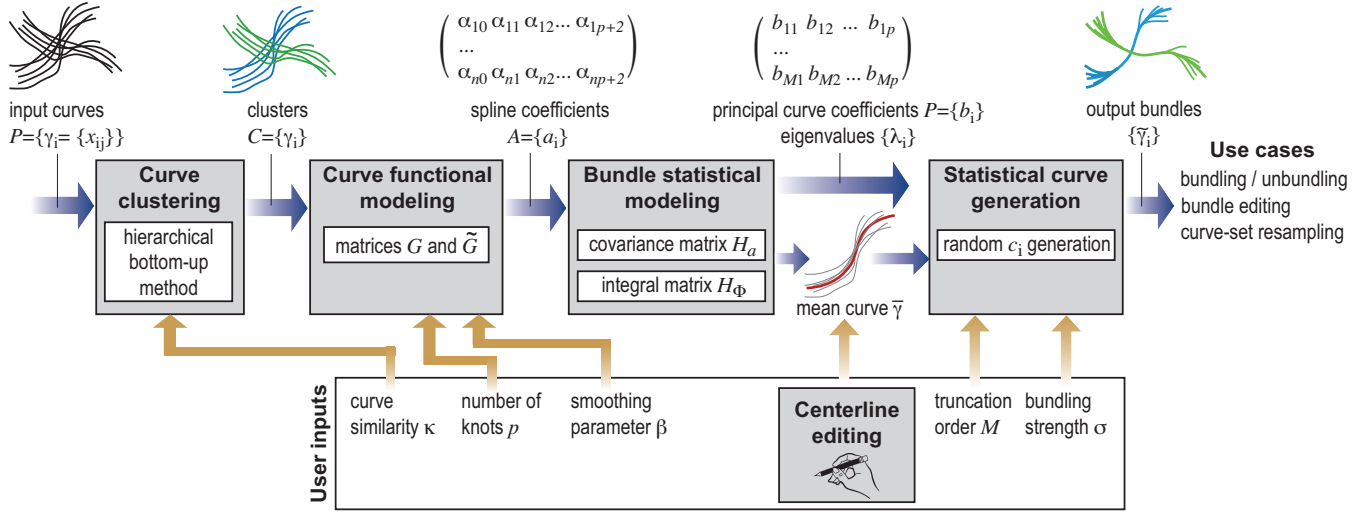 α10 α11 α12... α1p+2
...
αn0 αn1 αn2... αnp+2
b11 b12 ... b1p
...
bM1 bM2 ... bMp
input curves
P={γi= {xij}}
clusters
C={γi}
spline coefficients
A={ai}
principal curve coefficients P={bi}
eigenvalues {λi}
output bundles
{γ̃i}
Curve
clustering
hierarchical
bottom-up
method
Curve functional
modeling
matrices G and G̃
Bundle statistical
modeling
covariance matrix Ha
integral matrix HΦ
mean curve γ̅
Statistical curve
generation
random ci generation
Use cases
bundling / unbundling
bundle editing
curve-set resampling
User inputs
curve
similarity κ
number of
knots p
smoothing
parameter β
Centerline
editing
truncation
order M
bundling
strength σ